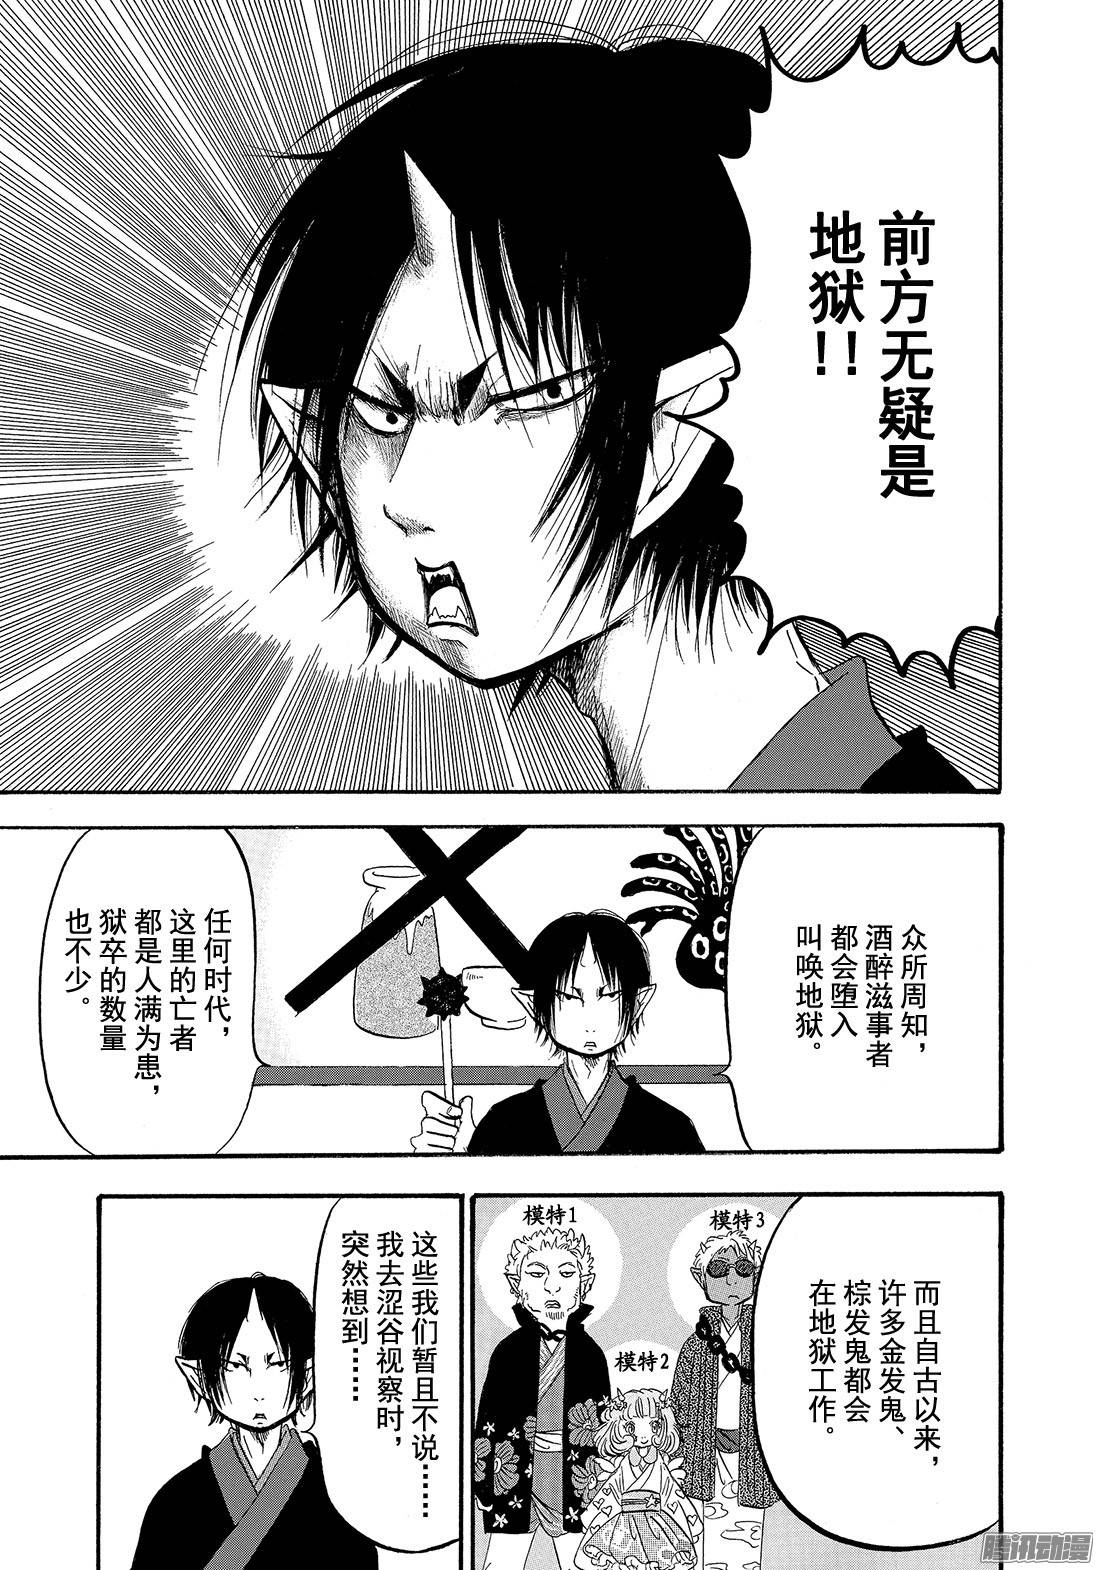 前方无疑是
地狱!!
众所周知，
酒醉滋事者
都会堕入
叫唤地狱。
任何时代，
这里的亡者
都是人满为患，
狱卒的数量
也不少。
而且自古以来，
许多金发鬼、
棕发鬼都会
在地狱工作。
模特3
模特1
模特2
这些我们暂且不说……
我去涩谷视察时，
突然想到……
腾讯动漫